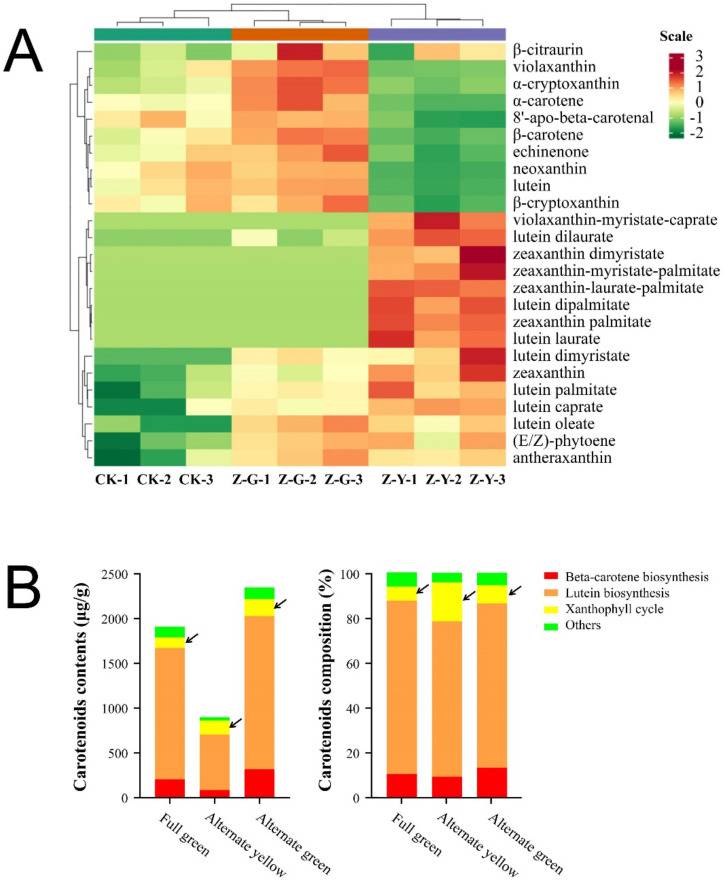 A
Scale
3
2
1
0
-1
-2
β-citraurin
violaxanthin
α-cryptoxanthin
α-carotene
8'-apo-beta-carotenal
β-carotene
echinenone
neoxanthin
lutein
β-cryptoxanthin
violaxanthin-myristate-caprate
lutein dilaurate
zeaxanthin dimyristate
zeaxanthin-myristate-palmitate
zeaxanthin-laurate-palmitate
lutein dipalmitate
zeaxanthin palmitate
lutein laurate
lutein dimyristate
zeaxanthin
lutein palmitate
lutein caprate
lutein oleate
(E/Z)-phytoene
antheraxanthin
CK-1 CK-2 CK-3 Z-G-1 Z-G-2 Z-G-3 Z-Y-1 Z-Y-2 Z-Y-3
B
Carotenoids contents (μg/g)
2500
2000
1500
1000
500
0
Full green
Alternate yellow
Alternate green
Carotenoids composition (%)
100
80
60
40
20
0
Full green
Alternate yellow
Alternate green
Beta-carotene biosynthesis
Lutein biosynthesis
Xanthophyll cycle
Others